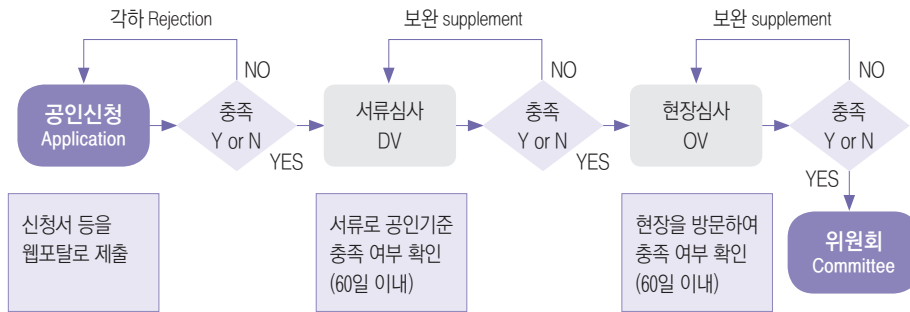 각하 Rejection
보완 supplement
보완 supplement
NO
NO
NO
공인신청
Application
충족
Y or N
서류심사
DV
충족
Y or N
현장심사
OV
충족
Y or N
YES
YES
YES
신청서 등을
웹포탈로 제출
서류로 공인기준
충족 여부 확인
(60일 이내)
현장을 방문하여
충족 여부 확인
(60일 이내)
위원회
Committee